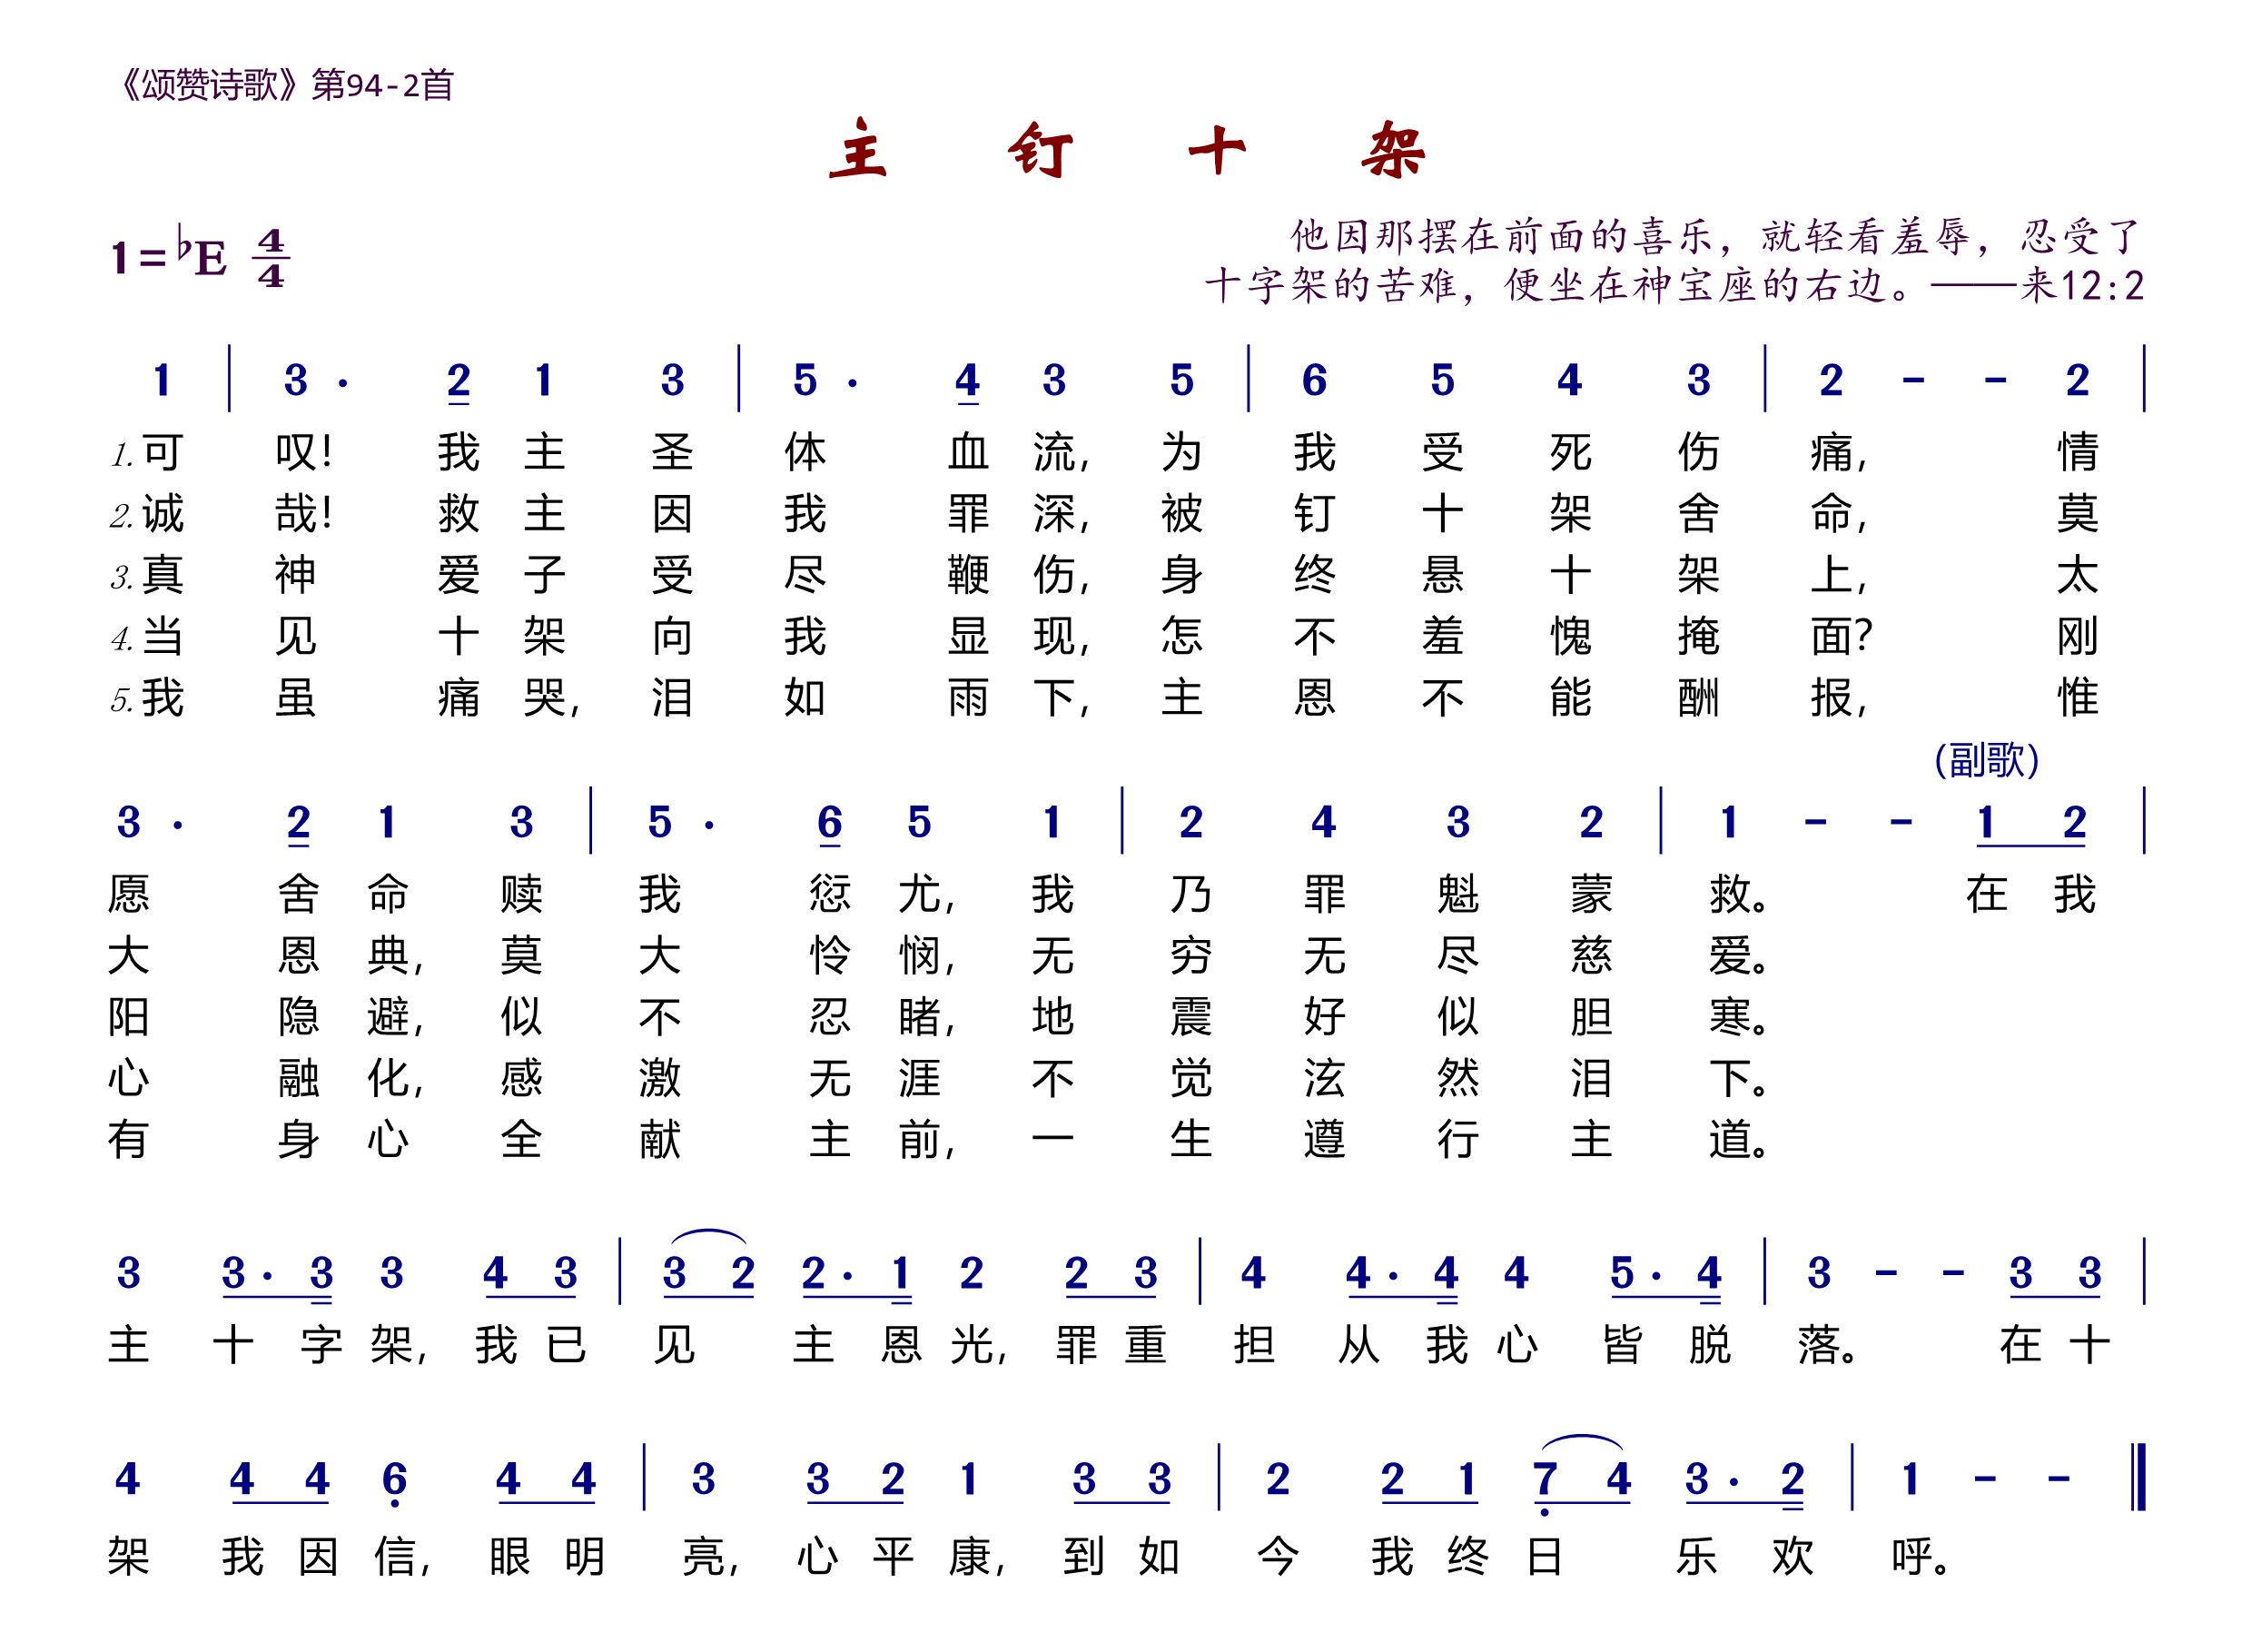 《颂赞诗歌》第94-2首
主 钉 十 架
1=♭E 4/4
他因那摆在前面的喜乐，就轻看羞辱，忍受了
十字架的苦难，便坐在神宝座的右边。——来12:2
1 | 3 · 2 1 3 | 5 · 4 3 5 | 6 5 4 3 | 2 - - 2 |
1.可叹！我主圣体血流，为我受死伤痛，情
2.诚哉！救主因我罪深，被钉十架舍命，莫
3.真神爱子受尽鞭伤，身终悬十架上，太
4.当见十架向我显现，怎不羞愧掩面？刚
5.我虽痛哭，泪如雨下，主恩不能酬报，惟
(副歌)
3 · 2 1 3 | 5 · 6 5 1 | 2 4 3 2 | 1 - - 1 2 |
愿舍命赎我愆尤，我乃罪魁蒙救。在我
大恩典，莫大怜悯，无穷无尽慈爱。
阳隐避，似不忍睹，地震好似胆寒。
心融化，感激无涯，不觉泫然泪下。
有身心全献主前，一生遵行主道。
3 3 · 3 3 4 3 | 3 2 2 · 1 2 2 3 | 4 4 · 4 4 5 · 4 | 3 - - 3 3 |
主十字架，我已见主恩光，罪重担从我心皆脱落。在十
4 4 4 6 4 4 | 3 3 2 1 3 3 | 2 2 1 7 4 3 · 2 | 1 - -
架我因信，眼明亮，心平康，到如今我终日乐欢呼。